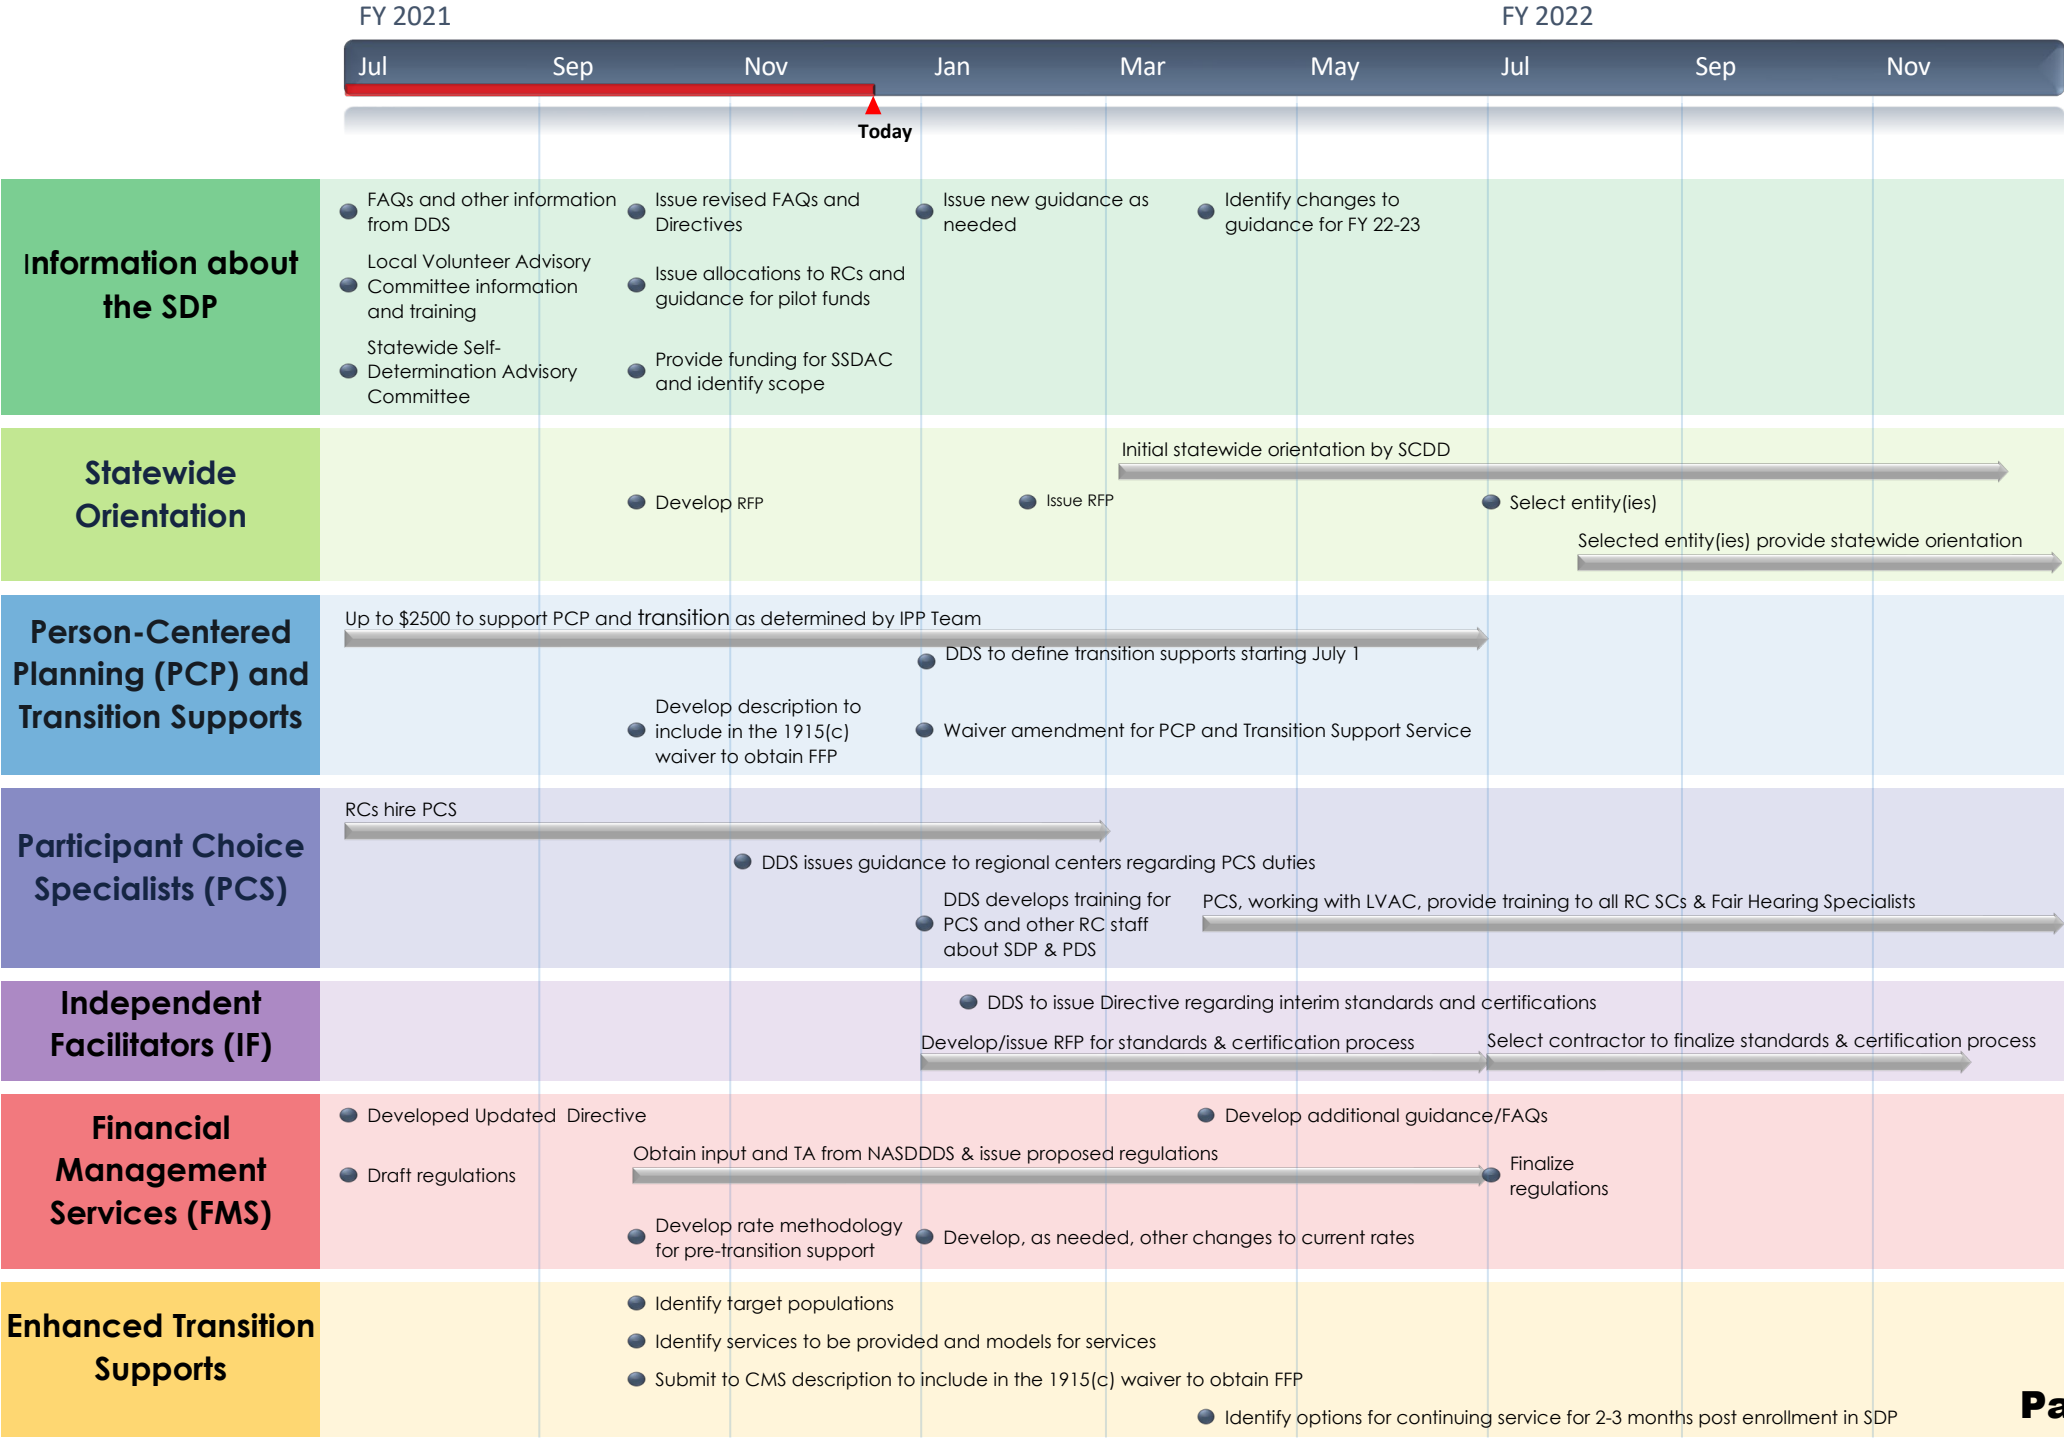 FY 2021
FY 2022
Jul
Sep
Nov
Jan
Mar
May
Jul
Sep
Nov
Today
Information about
the SDP
FAQs and other information
from DDS
Issue revised FAQs and
Directives
Issue new guidance as
needed
Identify changes to
guidance for FY 22-23
Local Volunteer Advisory
Committee information
and training
Issue allocations to RCs and
guidance for pilot funds
Statewide Self-
Determination Advisory
Committee
Provide funding for SSDAC
and identify scope
Statewide
Orientation
Initial statewide orientation by SCDD
Develop RFP
Issue RFP
Select entity(ies)
Selected entity(ies) provide statewide orientation
Person-Centered
Planning (PCP) and
Transition Supports
Up to $2500 to support PCP and transition as determined by IPP Team
DDS to define transition supports starting July 1
Develop description to
include in the 1915(c)
waiver to obtain FFP
Waiver amendment for PCP and Transition Support Service
Participant Choice
Specialists (PCS)
RCs hire PCS
DDS issues guidance to regional centers regarding PCS duties
DDS develops training for
PCS and other RC staff
about SDP & PDS
PCS, working with LVAC, provide training to all RC SCs & Fair Hearing Specialists
Independent
Facilitators (IF)
DDS to issue Directive regarding interim standards and certifications
Develop/issue RFP for standards & certification process
Select contractor to finalize standards & certification process
Financial
Management
Services (FMS)
Developed Updated  Directive
Develop additional guidance/FAQs
Obtain input and TA from NASDDDS & issue proposed regulations
Draft regulations
Finalize
regulations
Develop rate methodology
for pre-transition support
Develop, as needed, other changes to current rates
Enhanced Transition
Supports
Identify target populations
Identify services to be provided and models for services
Submit to CMS description to include in the 1915(c) waiver to obtain FFP
Identify options for continuing service for 2-3 months post enrollment in SDP
Pa